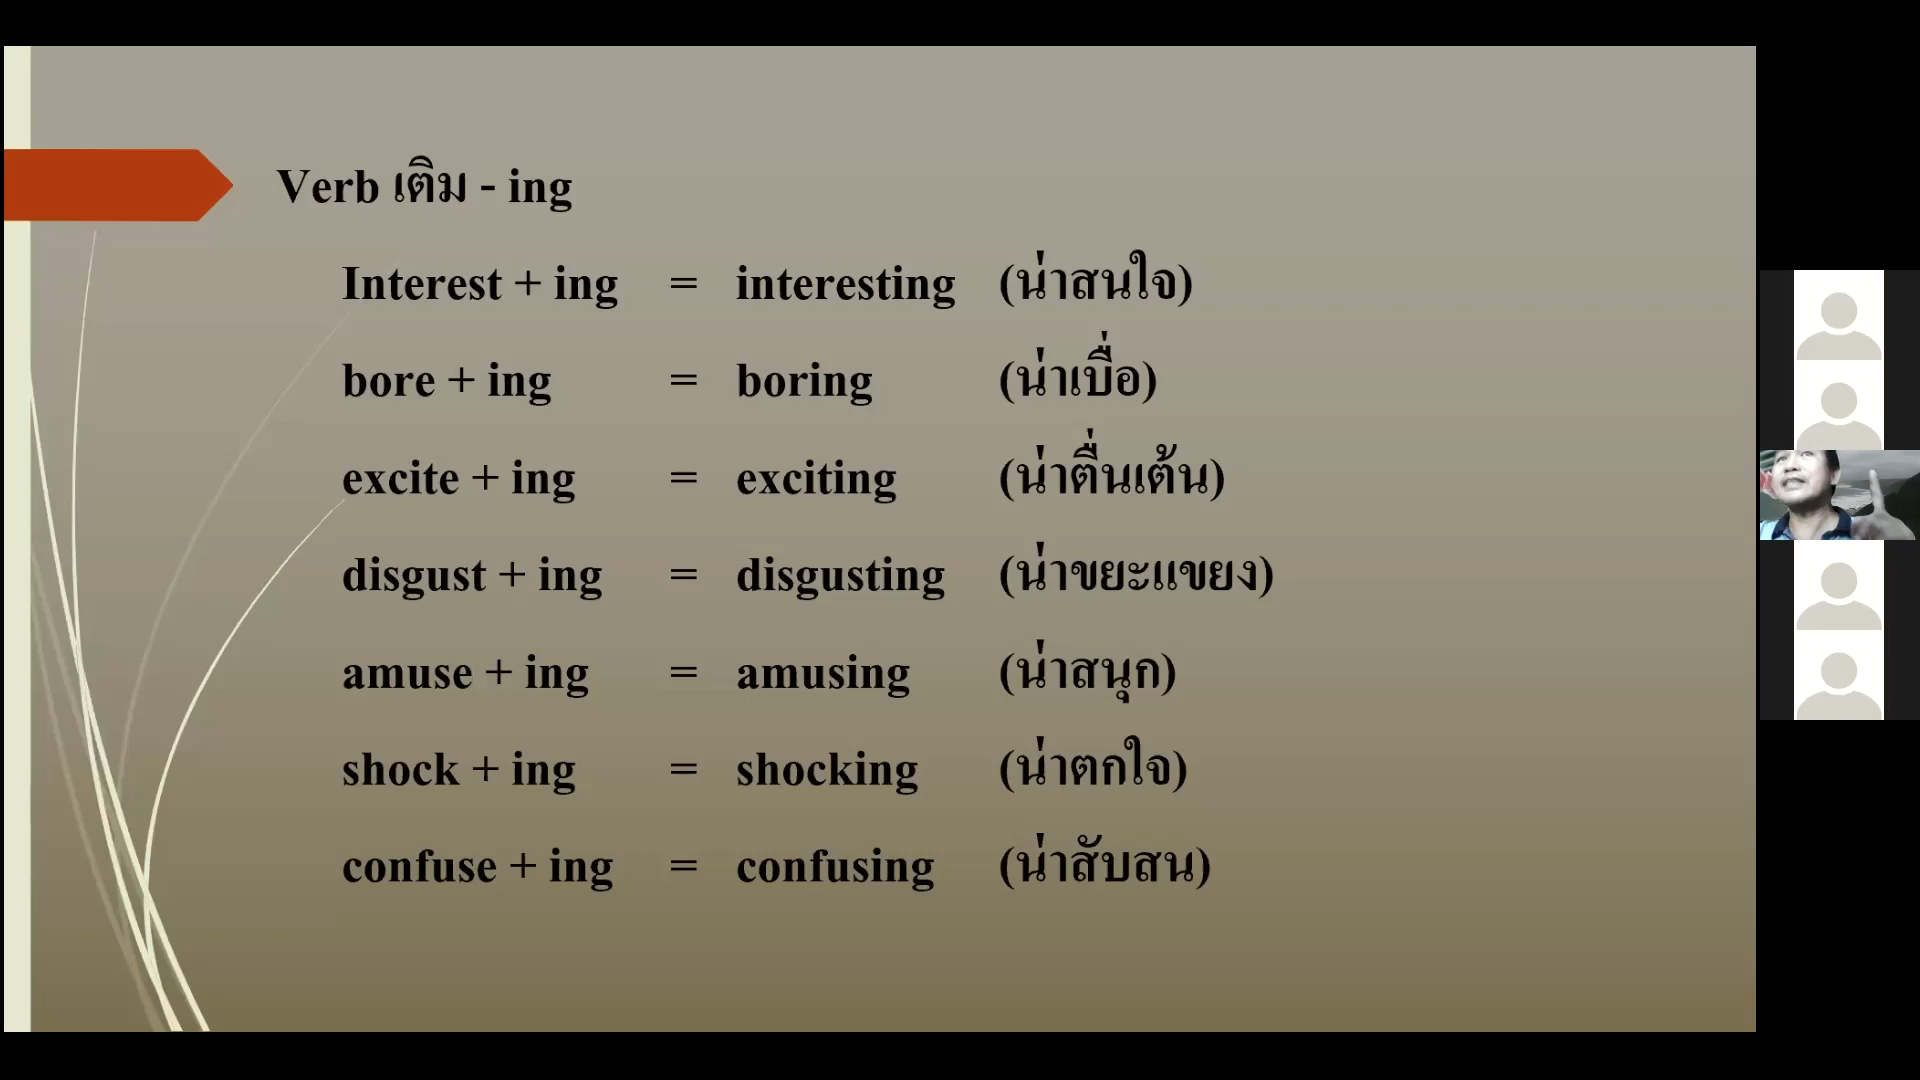 Verb เติม - ing
Interest + ing = interesting (น่าสนใจ)
bore + ing = boring (น่าเบื่อ)
excite + ing = exciting (น่าตื่นเต้น)
disgust + ing = disgusting (น่าขยะแขยง)
amuse + ing = amusing (น่าสนุก)
shock + ing = shocking (น่าตกใจ)
confuse + ing = confusing (น่าสับสน)